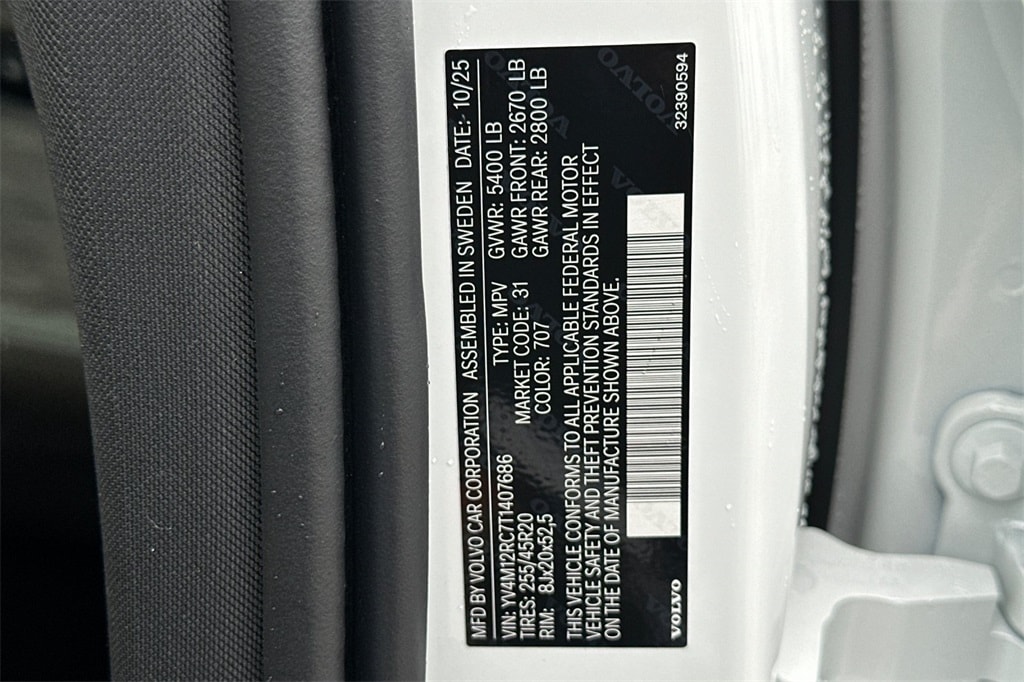 MFD BY VOLVO CAR CORPORATION ASSEMBLED IN SWEDEN DATE: 10/25
VIN: YV4M12RC7T1407686 TYPE: MPV GVWR: 5400 LB
TIRES: 255/45R20 MARKET CODE: 31 GAWR FRONT: 2670 LB
RIM: 8Jx20x52,5 COLOR: 707 GAWR REAR: 2800 LB
THIS VEHICLE CONFORMS TO ALL APPLICABLE FEDERAL MOTOR
VEHICLE SAFETY AND THEFT PREVENTION STANDARDS IN EFFECT
ON THE DATE OF MANUFACTURE SHOWN ABOVE.
VOLVO 32390594